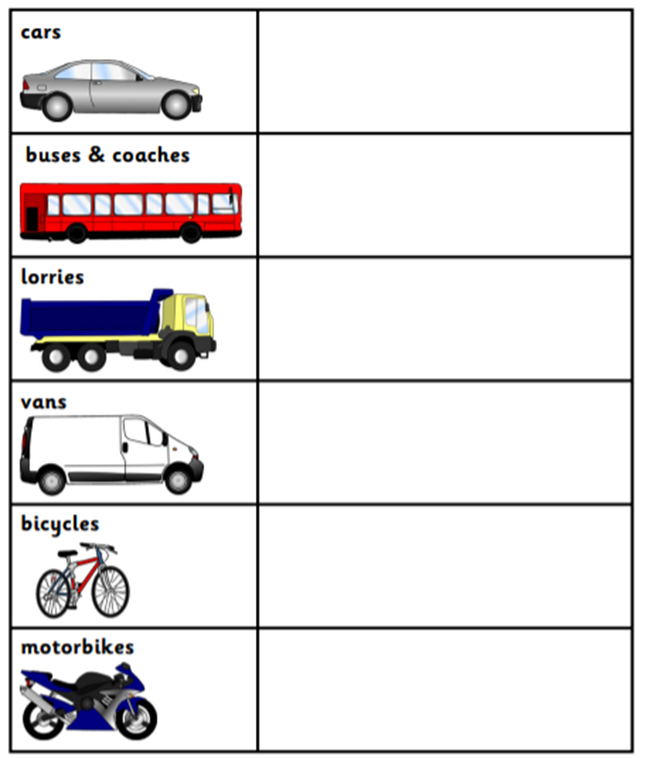 cars
buses & coaches
lorries
vans
bicycles
motorbikes